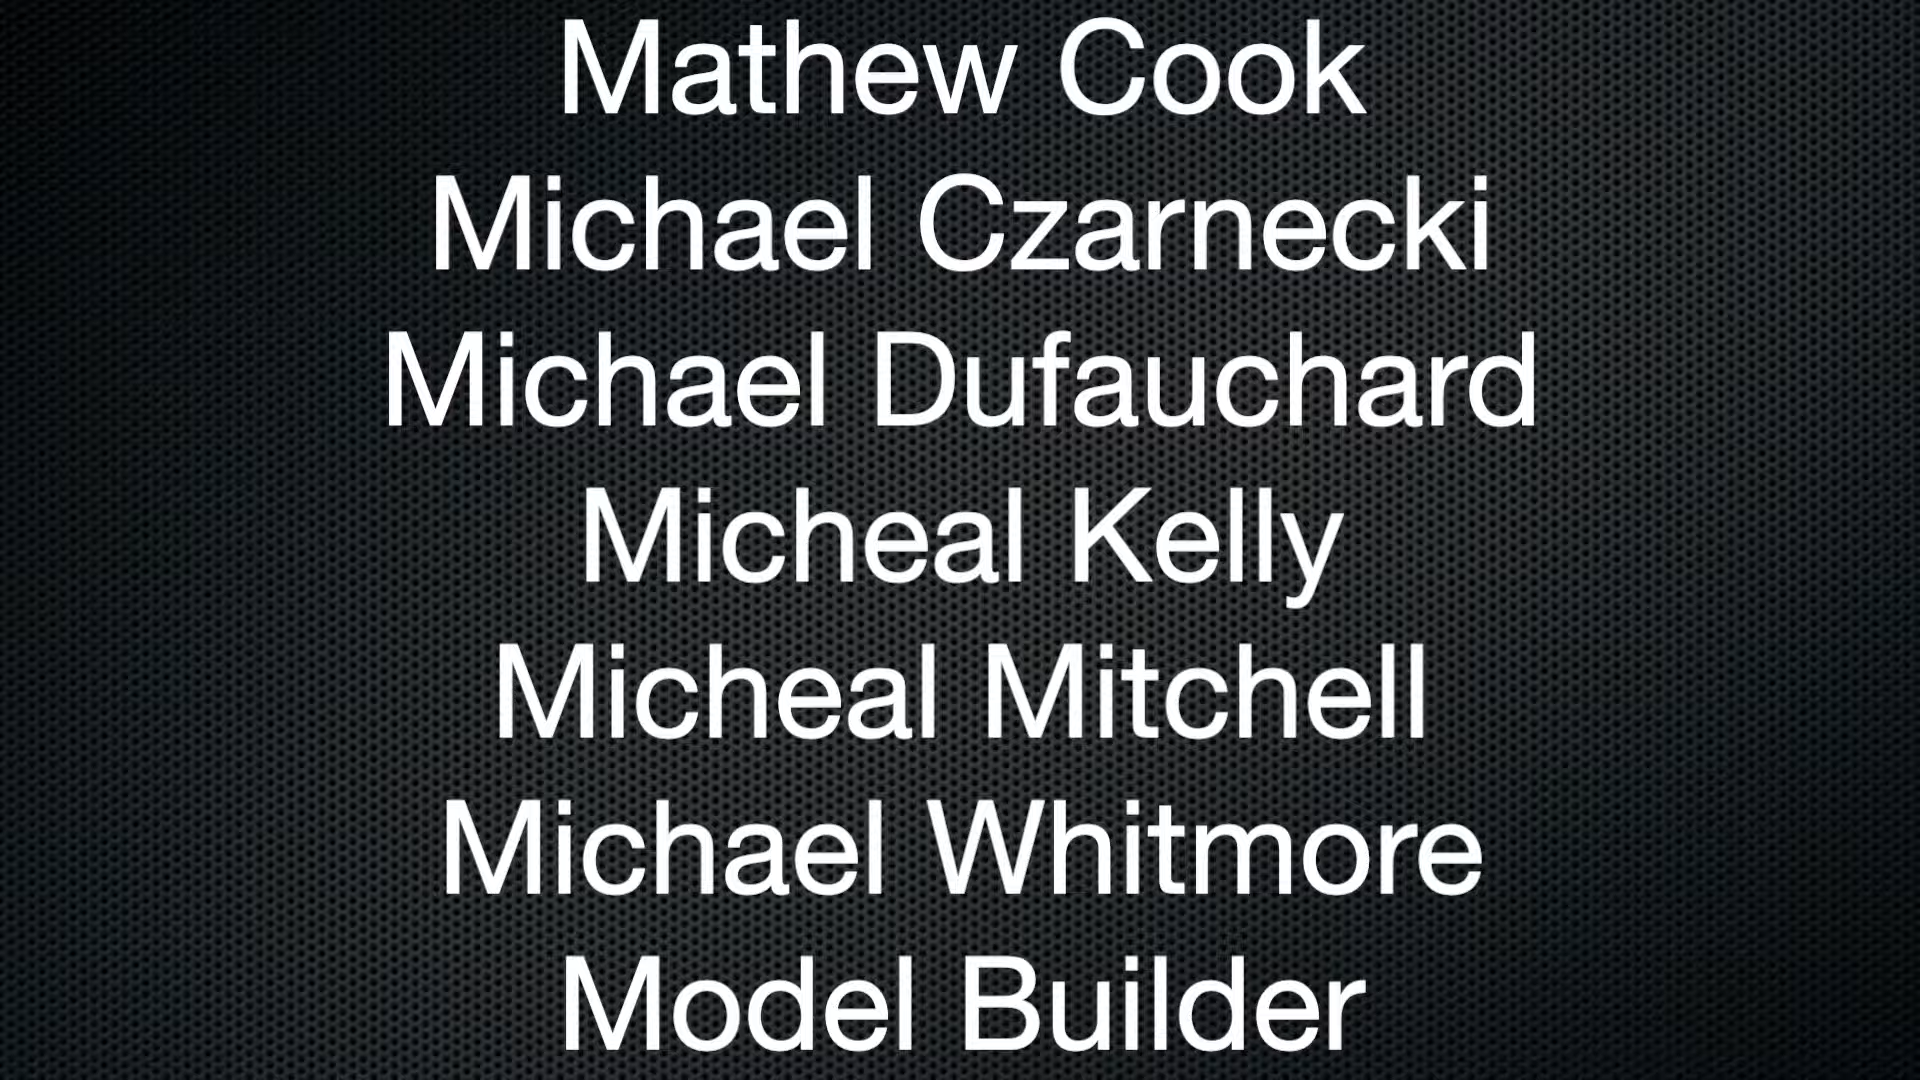 Mathew Cook
Michael Czarnecki
Michael Dufauchard
Micheal Kelly
Micheal Mitchell
Michael Whitmore
Model Builder